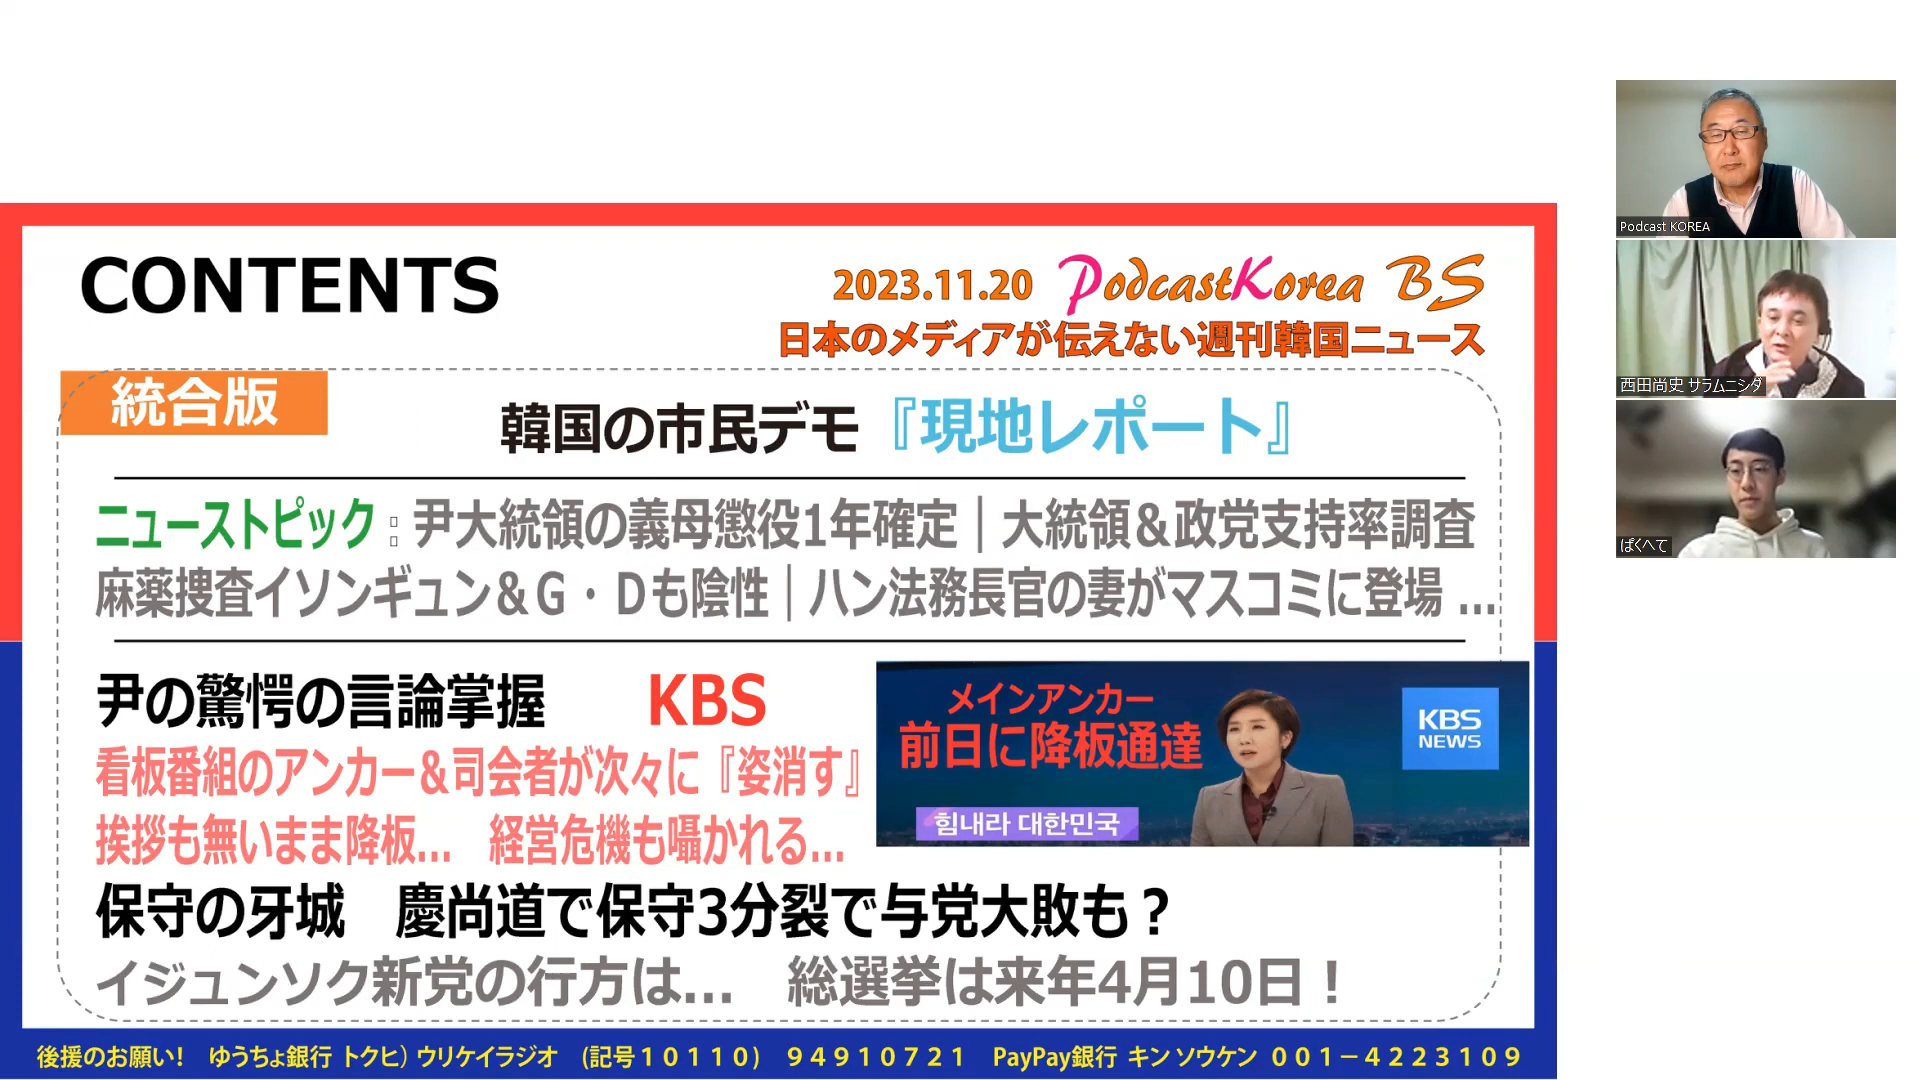 CONTENTS
2023.11.20 PodcastKorea BS
日本のメディアが伝えない週刊韓国ニュース
統合版
韓国の市民デモ『現地レポート』
ニューストピック:尹大統領の義母懲役1年確定｜大統領＆政党支持率調査
麻薬捜査イソンギュン＆Ｇ・Ｄも陰性｜ハン法務長官の妻がマスコミに登場 ...
尹の驚愕の言論掌握 KBS
看板番組のアンカー＆司会者が次々に『姿消す』
挨拶も無いまま降板... 経営危機も囁かれる...
メインアンカー
前日に降板通達
KBS
NEWS
힘내라 대한민국
保守の牙城 慶尚道で保守3分裂で与党大敗も？
イジュンソク新党の行方は... 総選挙は来年4月10日！
後援のお願い! ゆうちょ銀行 トクヒ）ウリケイラジオ (記号１０１１０) ９４９１０７２１ PayPay銀行 キン ソウケン ００１－４２２３１０９
Podcast KOREA
西田尚史 サラムニシダ
ぱくへて